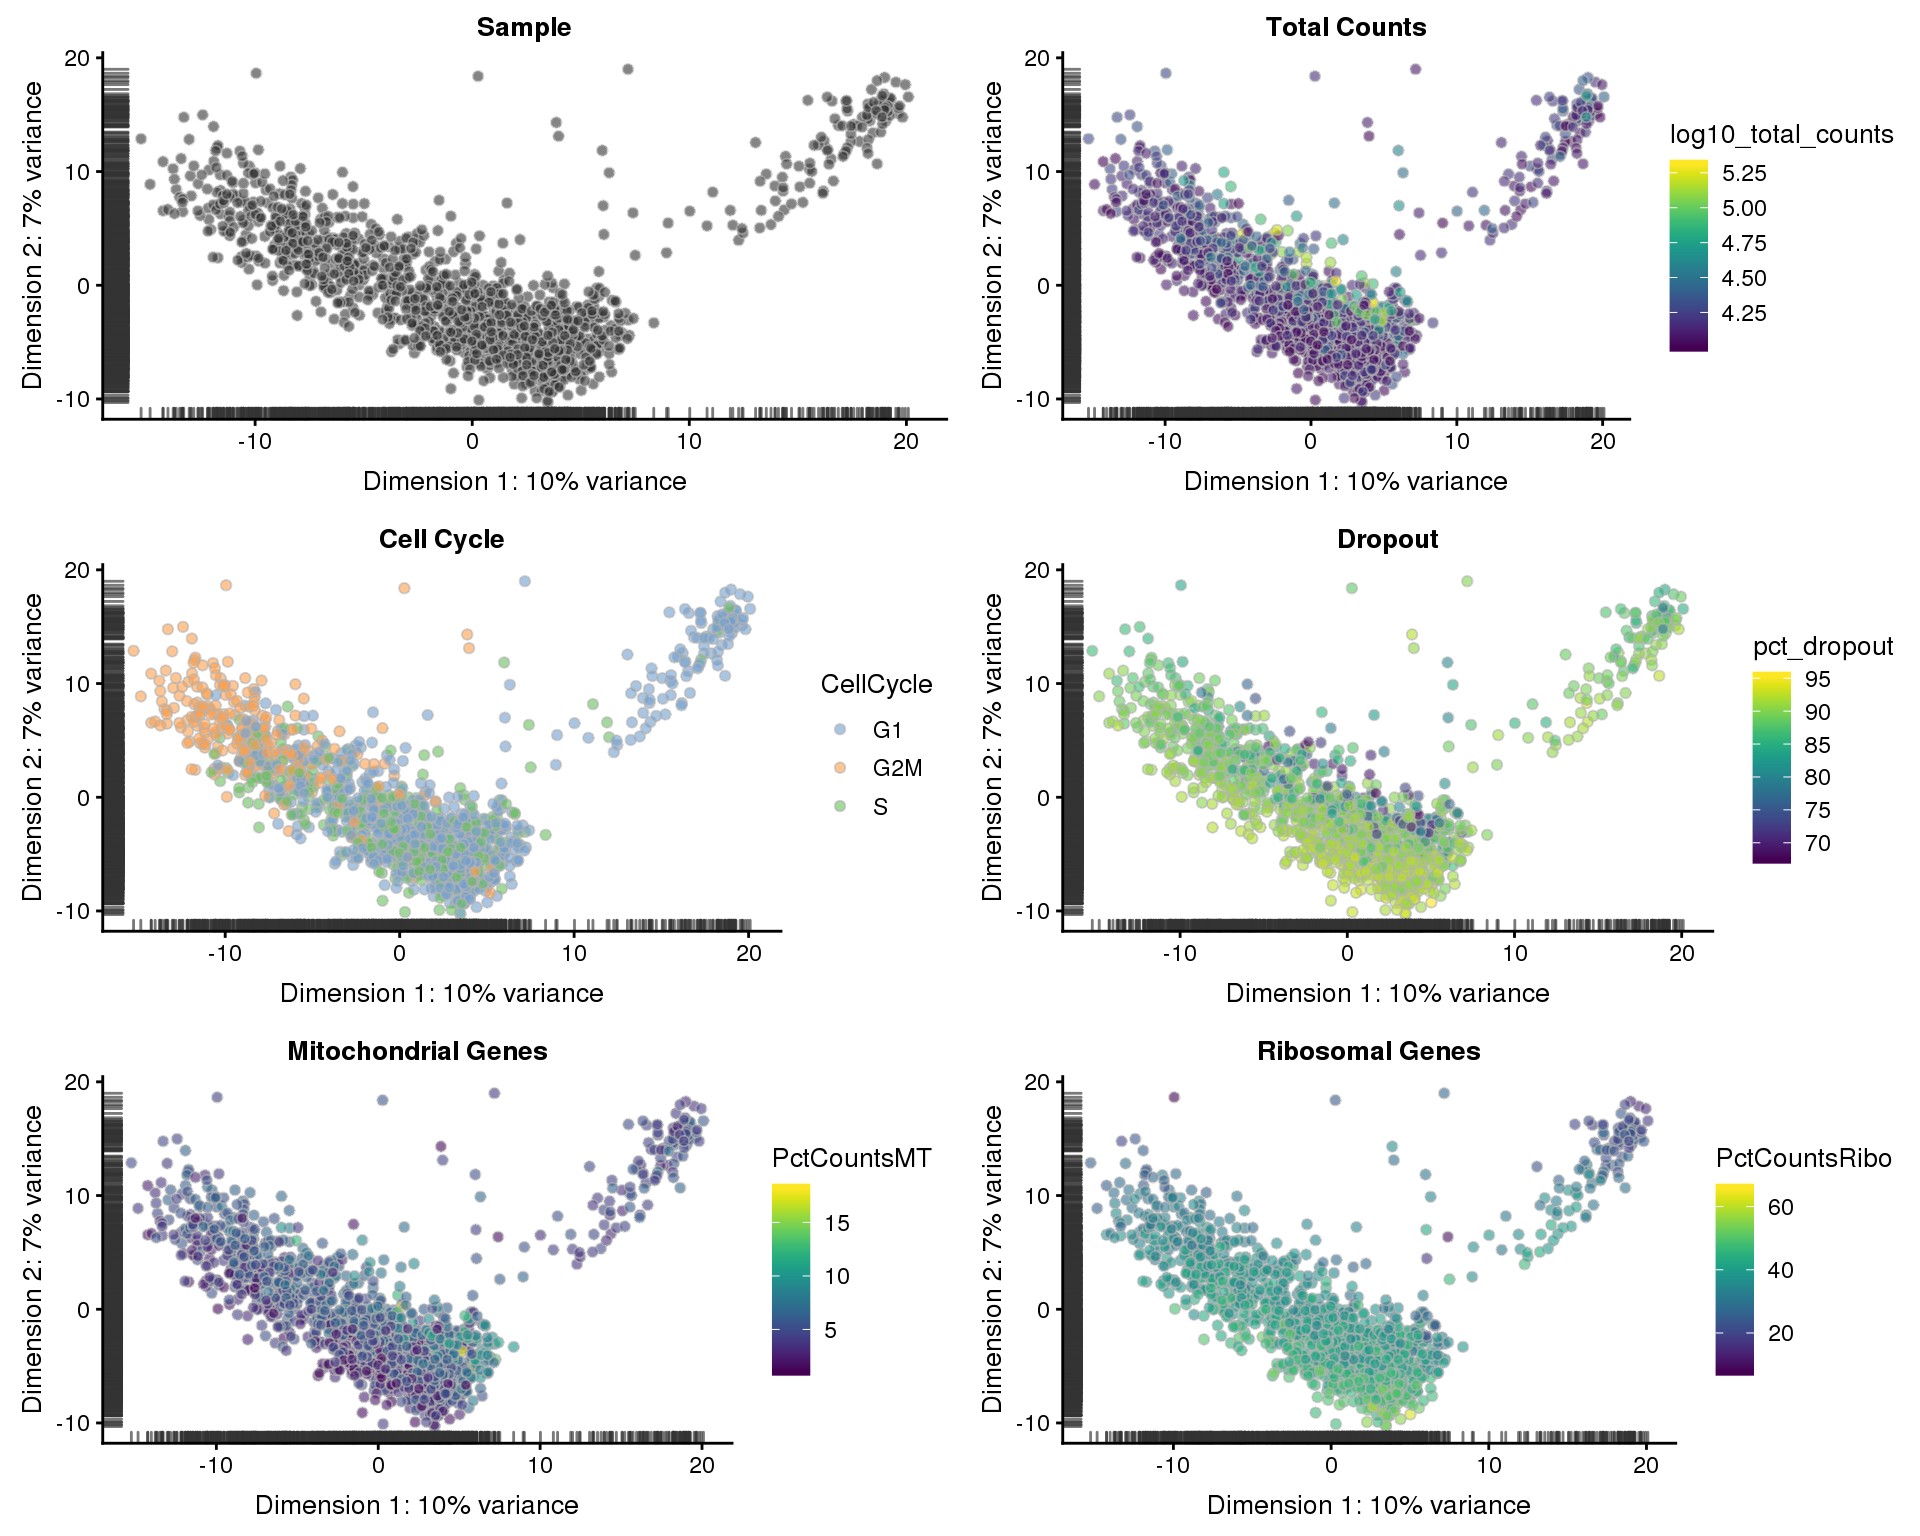 Sample
Dimension 2: 7% variance
20
10
0
-10
-10
0
10
20
Dimension 1: 10% variance
Total Counts
Dimension 2: 7% variance
20
10
0
-10
-10
0
10
20
Dimension 1: 10% variance
log10_total_counts
5.25
5.00
4.75
4.50
4.25
Cell Cycle
Dimension 2: 7% variance
20
10
0
-10
-10
0
10
20
Dimension 1: 10% variance
CellCycle
G1
G2M
S
Dropout
Dimension 2: 7% variance
20
10
0
-10
-10
0
10
20
Dimension 1: 10% variance
pct_dropout
95
90
85
80
75
70
Mitochondrial Genes
Dimension 2: 7% variance
20
10
0
-10
-10
0
10
20
Dimension 1: 10% variance
PctCountsMT
15
10
5
Ribosomal Genes
Dimension 2: 7% variance
20
10
0
-10
-10
0
10
20
Dimension 1: 10% variance
PctCountsRibo
60
40
20